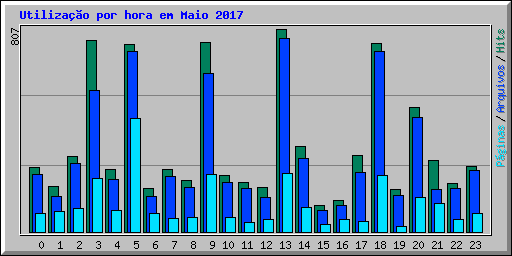 Utilização por hora em Maio 2017
807
Páginas / Arquivos / Hits
0 1 2 3 4 5 6 7 8 9 10 11 12 13 14 15 16 17 18 19 20 21 22 23